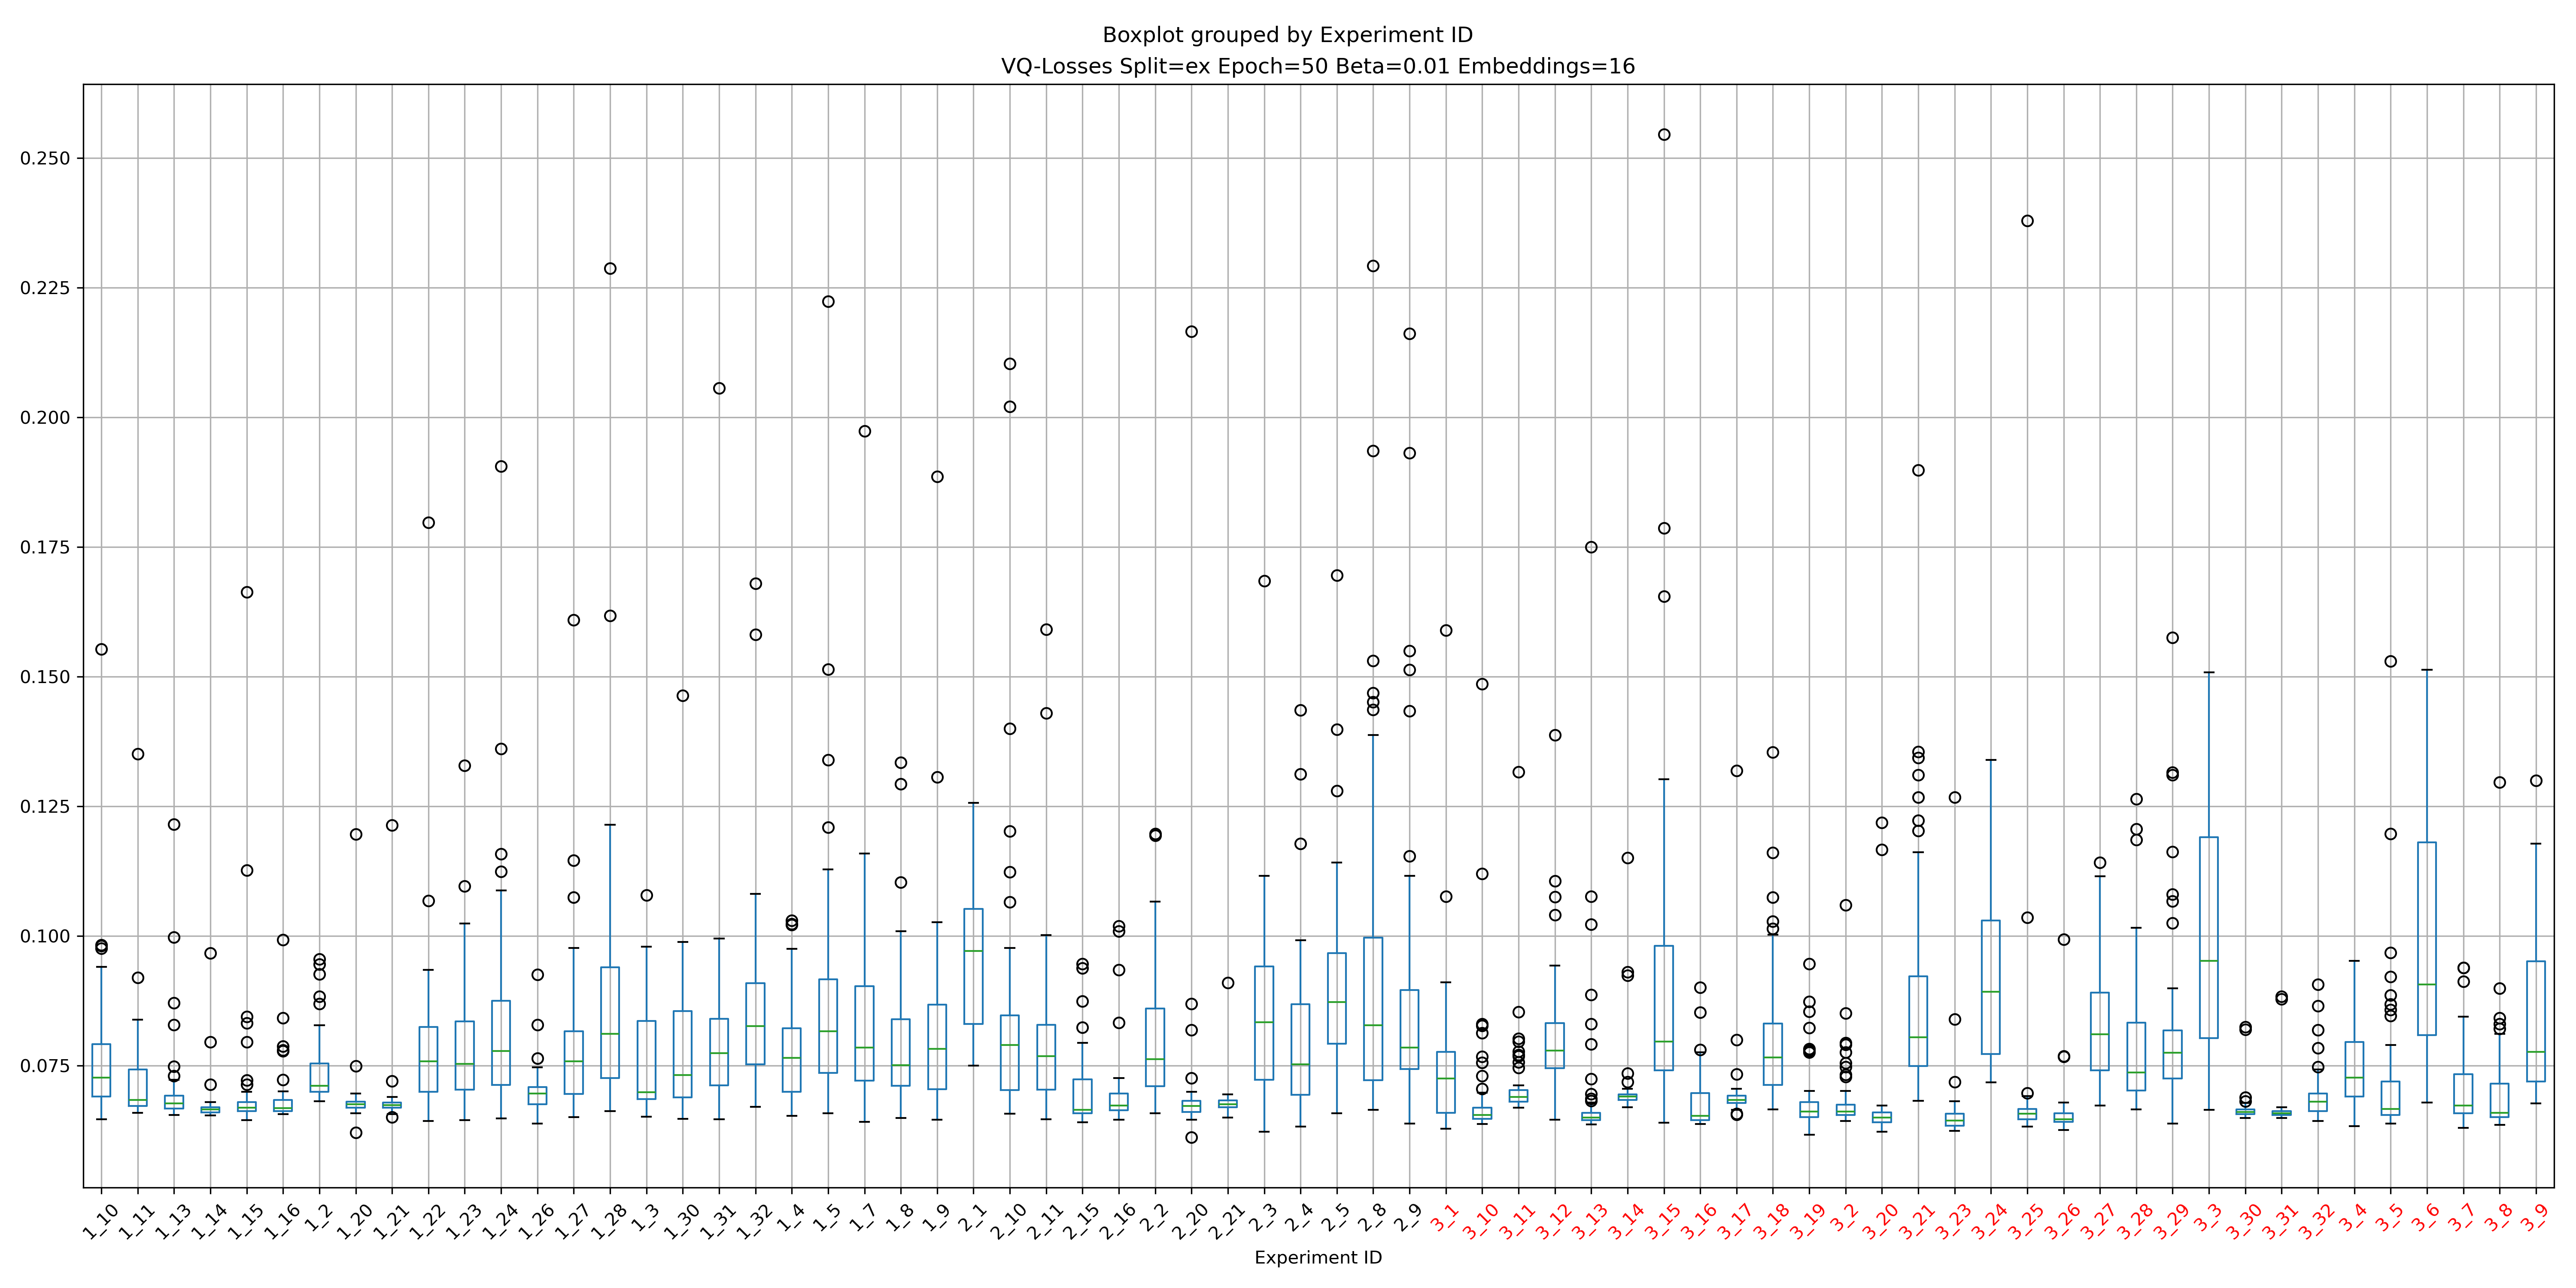 Boxplot grouped by Experiment ID
VQ-Losses Split=ex Epoch=50 Beta=0.01 Embeddings=16
0.250
0.225
0.200
0.175
0.150
0.125
0.100
0.075
1_10 1_11 1_13 1_14 1_15 1_16 1_2 1_20 1_21 1_22 1_23 1_24 1_26 1_27 1_28 1_3 1_30 1_31 1_32 1_4 1_5 1_7 1_8 1_9 2_1 2_10 2_11 2_15 2_16 2_2 2_20 2_21 2_3 2_4 2_5 2_8 2_9 3_1 3_10 3_11 3_12 3_13 3_14 3_15 3_16 3_17 3_18 3_19 3_2 3_20 3_21 3_23 3_24 3_25 3_26 3_27 3_28 3_29 3_3 3_30 3_31 3_32 3_4 3_5 3_6 3_7 3_8 3_9
Experiment ID